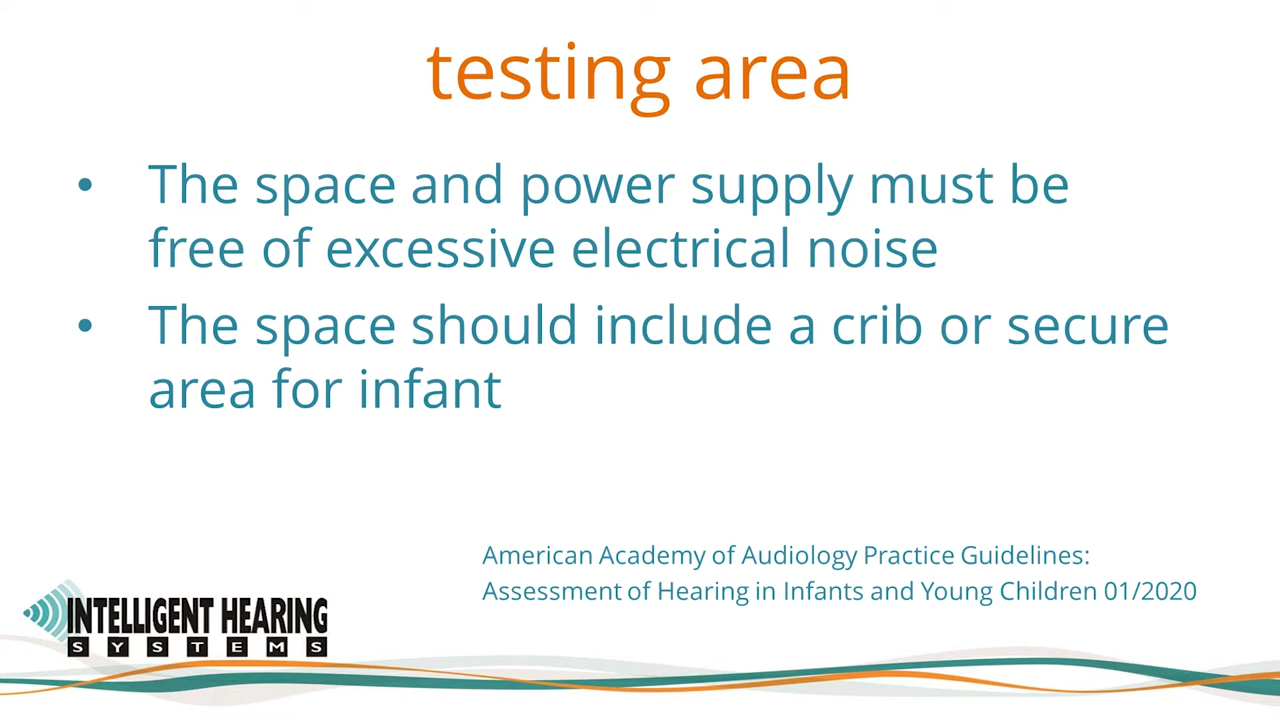 testing area
• The space and power supply must be
free of excessive electrical noise
• The space should include a crib or secure
area for infant
American Academy of Audiology Practice Guidelines:
Assessment of Hearing in Infants and Young Children 01/2020
INTELLIGENT HEARING
SYSTEMS